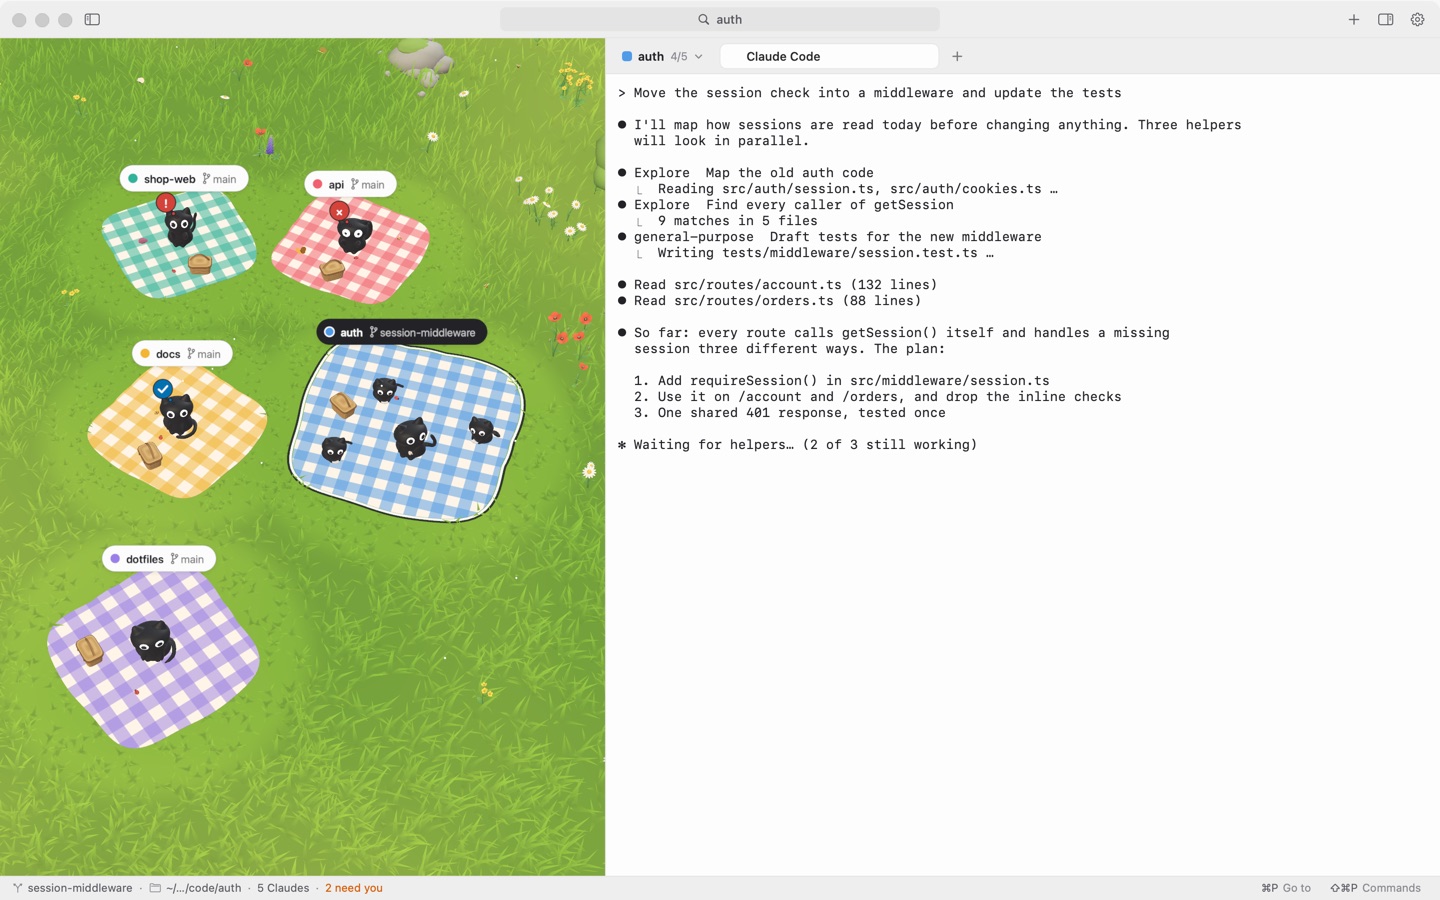 auth
auth 4/5
Claude Code
shop-web main
api main
auth session-middleware
docs main
dotfiles main
> Move the session check into a middleware and update the tests
● I'll map how sessions are read today before changing anything. Three helpers
will look in parallel.
● Explore Map the old auth code
Reading src/auth/session.ts, src/auth/cookies.ts …
● Explore Find every caller of getSession
9 matches in 5 files
● general-purpose Draft tests for the new middleware
Writing tests/middleware/session.test.ts …
● Read src/routes/account.ts (132 lines)
● Read src/routes/orders.ts (88 lines)
● So far: every route calls getSession() itself and handles a missing
session three different ways. The plan:
1. Add requireSession() in src/middleware/session.ts
2. Use it on /account and /orders, and drop the inline checks
3. One shared 401 response, tested once
✻ Waiting for helpers… (2 of 3 still working)
session-middleware · ~/…/code/auth · 5 Claudes · 2 need you
⌘P Go to ⇧⌘P Commands